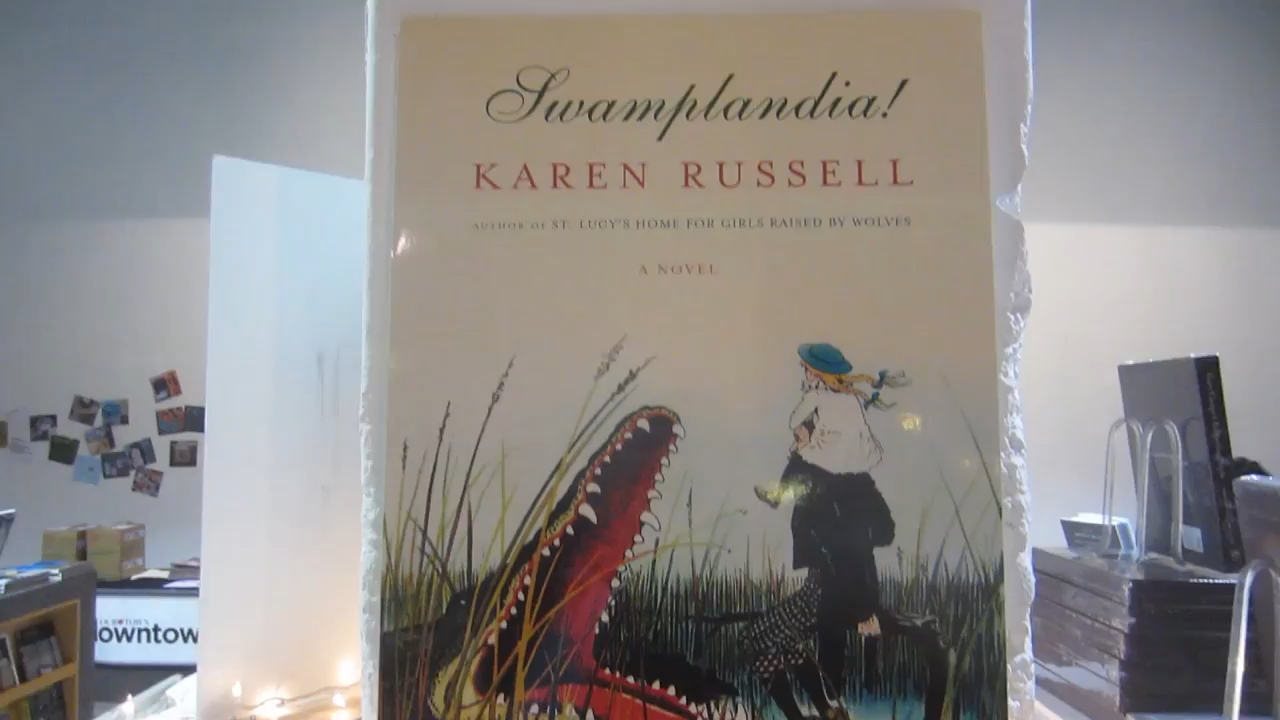 Swamplandia!
KAREN RUSSELL
AUTHOR OF ST. LUCY'S HOME FOR GIRLS RAISED BY WOLVES
A NOVEL
owntow